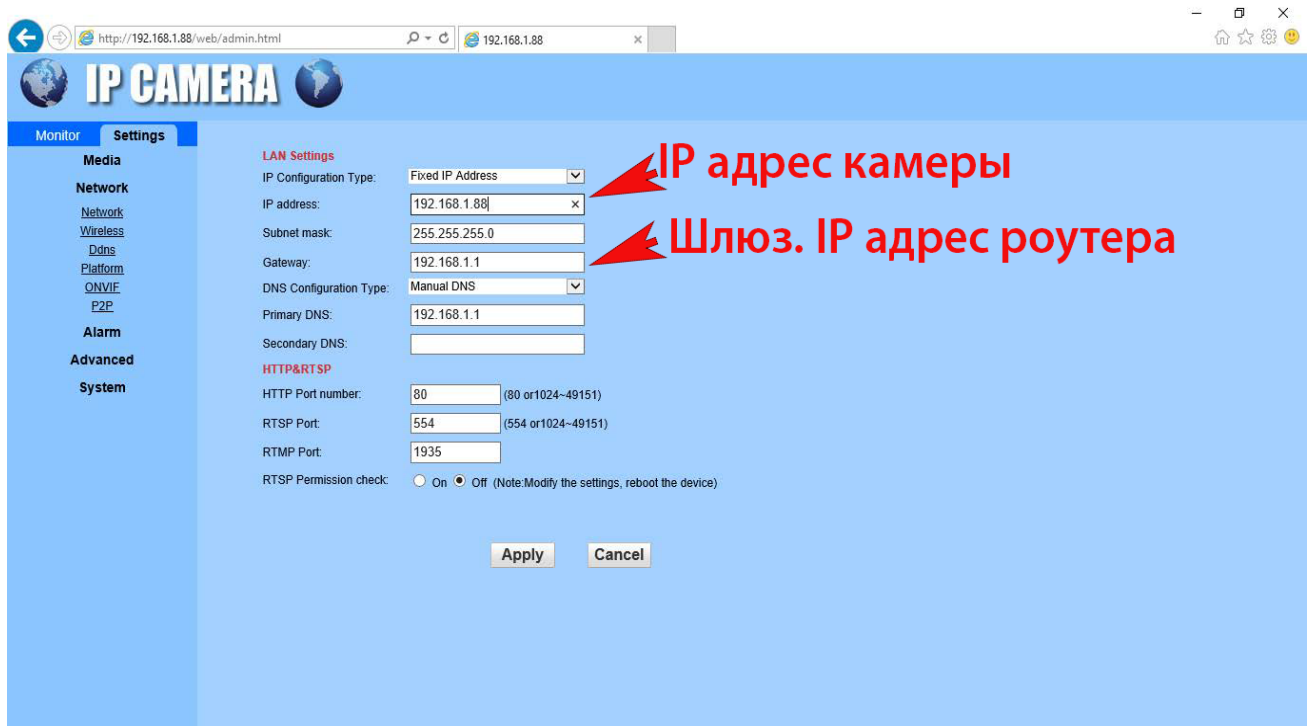 http://192.168.1.88/web/admin.html
192.168.1.88
IP CAMERA
Monitor
Settings
Media
Network
Network
Wireless
Ddns
Platform
ONVIF
P2P
Alarm
Advanced
System
LAN Settings
IP Configuration Type: Fixed IP Address
IP address: 192.168.1.88
Subnet mask: 255.255.255.0
Gateway: 192.168.1.1
DNS Configuration Type: Manual DNS
Primary DNS: 192.168.1.1
Secondary DNS:
HTTP&RTSP
HTTP Port number: 80 (80 or1024~49151)
RTSP Port: 554 (554 or1024~49151)
RTMP Port: 1935
RTSP Permission check: On Off (Note:Modify the settings, reboot the device)
Apply Cancel
IP адрес камеры
Шлюз. IP адрес роутера